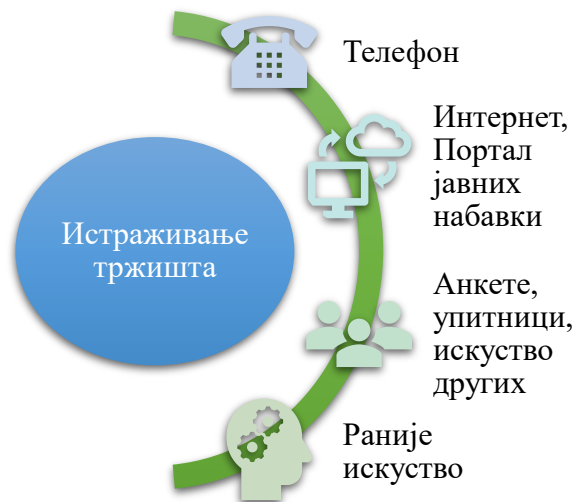 Истраживање
тржишта
Телефон
Интернет,
Портал
јавних
набавки
Анкете,
упитници,
искуство
других
Раније
искуство